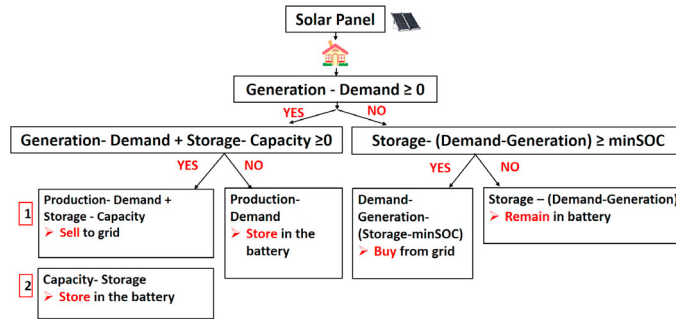 Solar Panel
Generation - Demand ≥ 0
YES
NO
Generation- Demand + Storage- Capacity ≥0
Storage- (Demand-Generation) ≥ minSOC
YES
NO
YES
NO
1
Production- Demand +
Storage - Capacity
➢ Sell to grid
Production-
Demand
➢ Store in the
battery
Demand-
Generation-
(Storage-minSOC)
➢ Buy from grid
Storage – (Demand-Generation)
➢ Remain in battery
2
Capacity- Storage
➢ Store in the battery